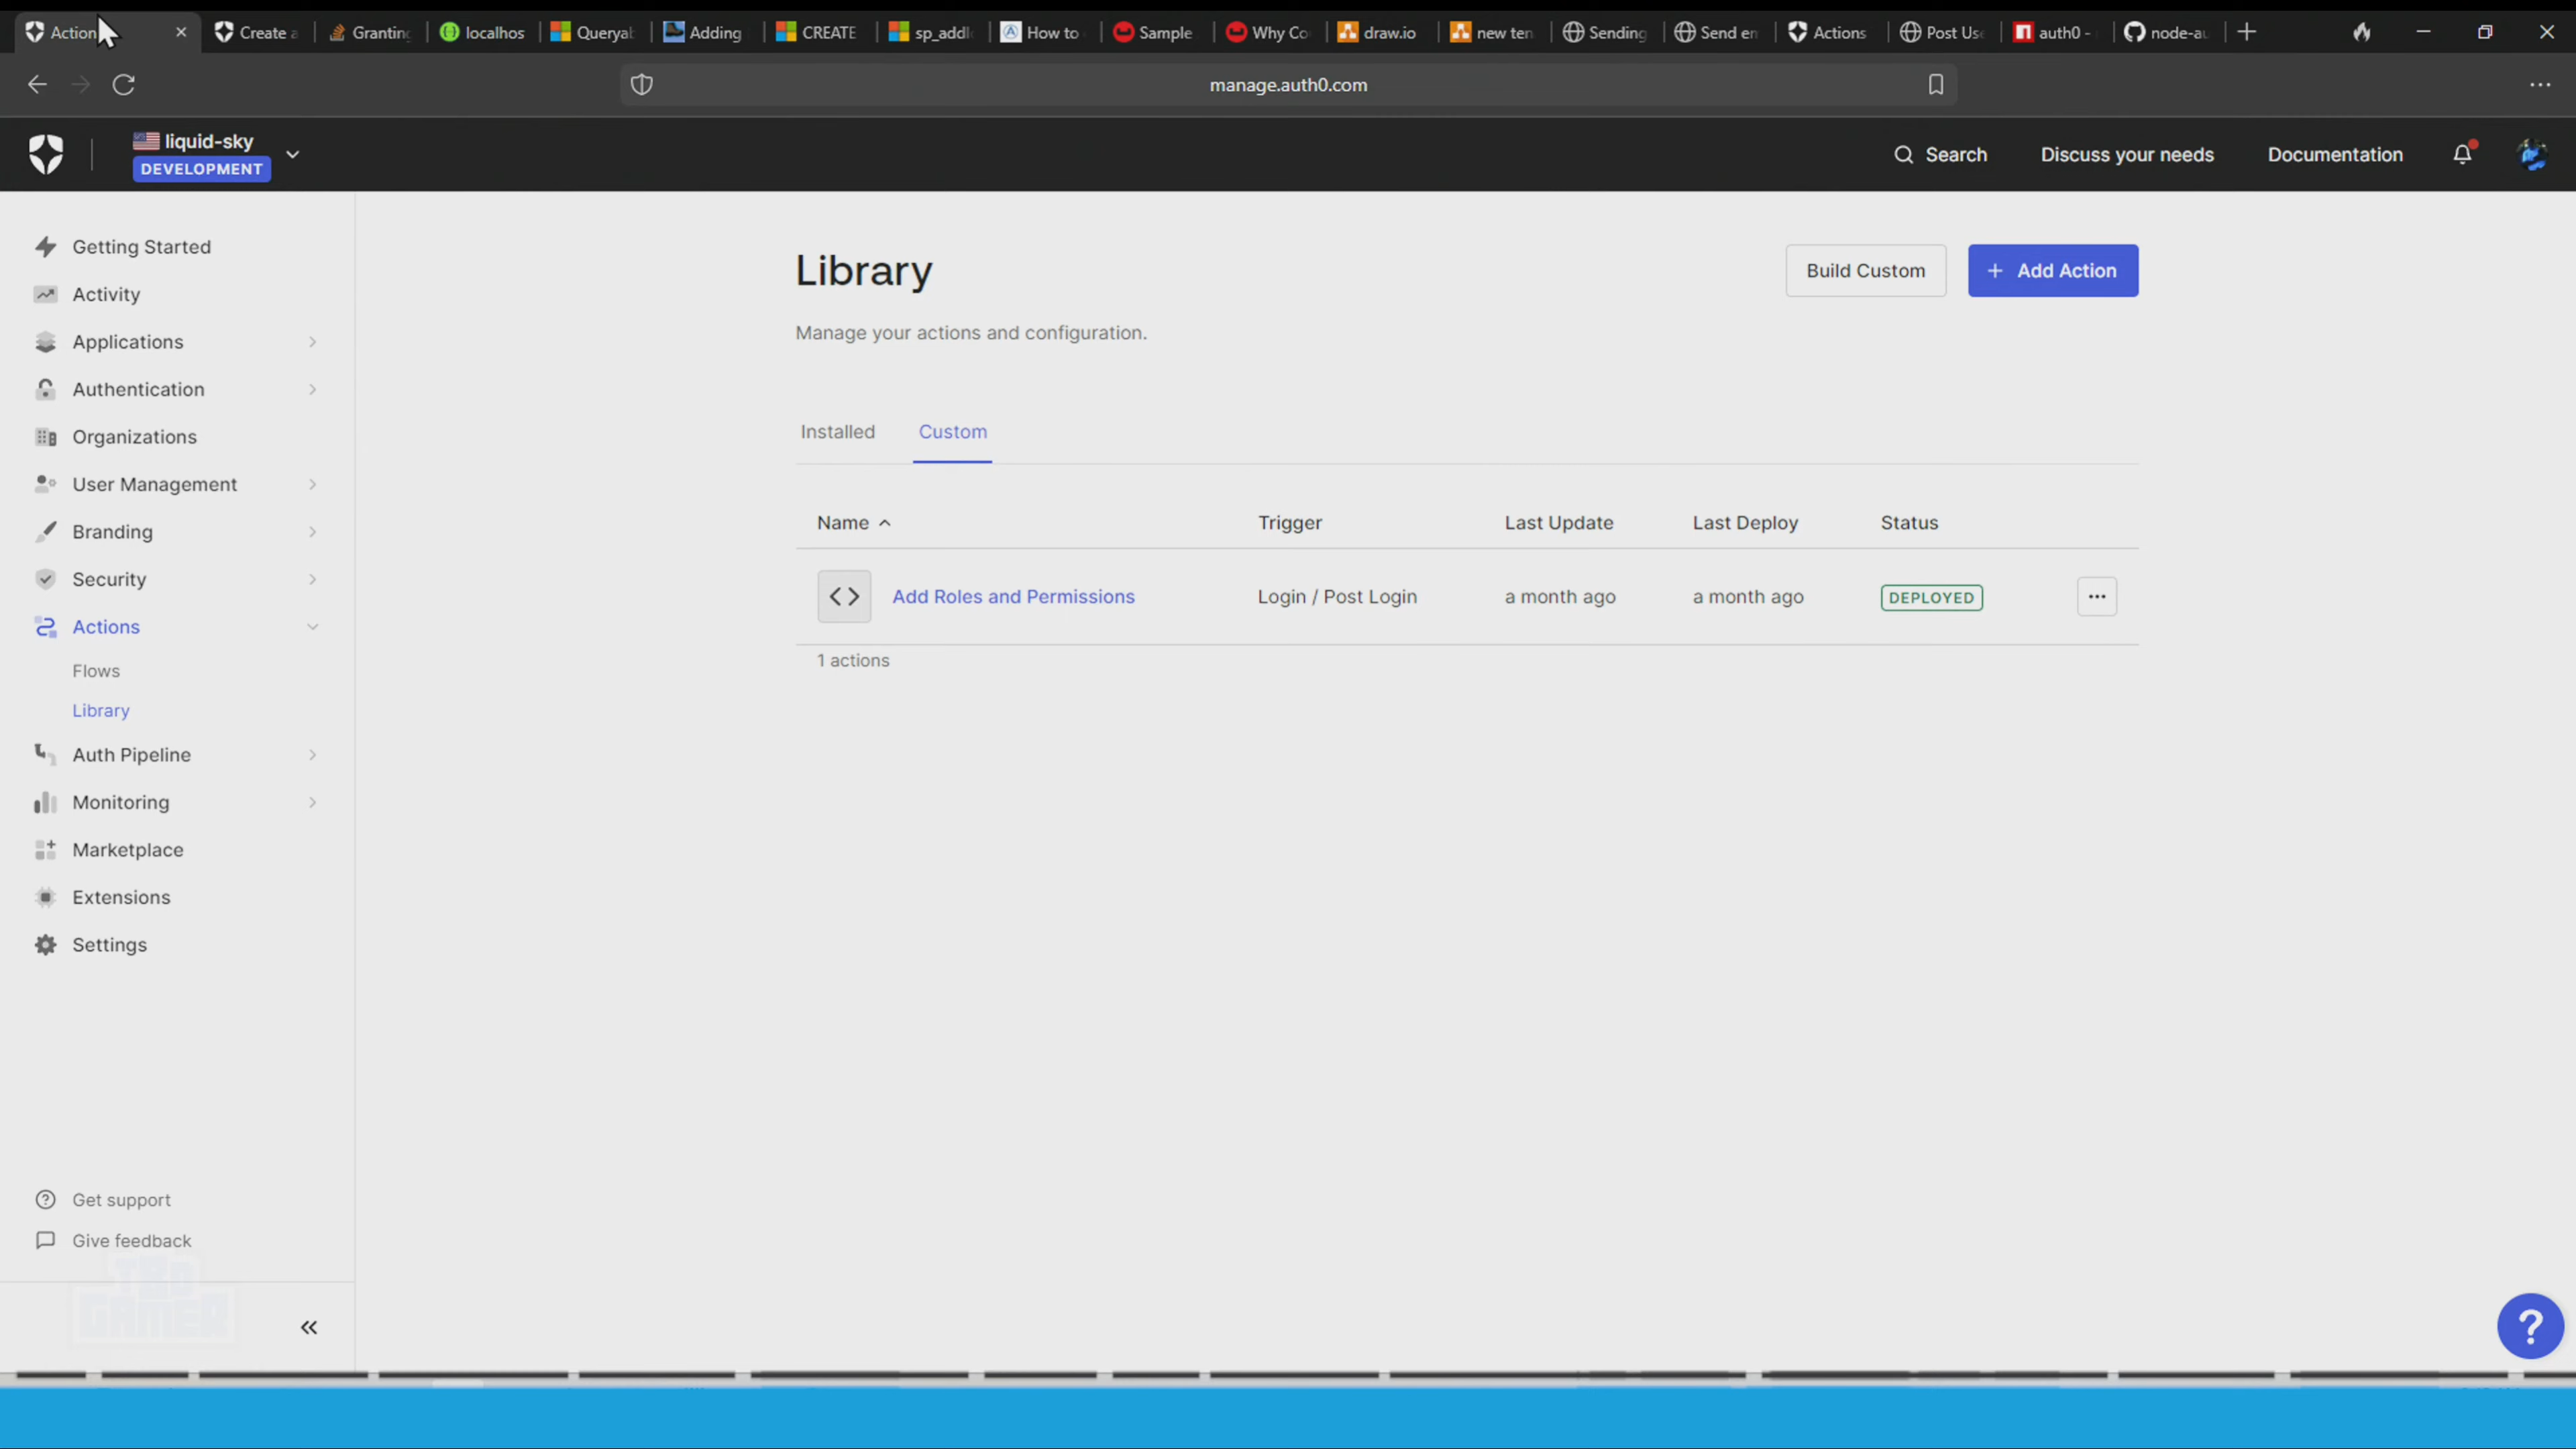 Action
Create a
Granting
localhos
Queryab
Adding
CREATE
sp_addl
How to
Sample
Why Co
draw.io
new ten
Sending
Send em
Actions
Post Use
auth0 -
node-au
manage.auth0.com
liquid-sky
DEVELOPMENT
Search
Discuss your needs
Documentation
Getting Started
Activity
Applications
Authentication
Organizations
User Management
Branding
Security
Actions
Flows
Library
Auth Pipeline
Monitoring
Marketplace
Extensions
Settings
Get support
Give feedback
TBD
GAMER
Library
Build Custom
+ Add Action
Manage your actions and configuration.
Installed
Custom
Name
Trigger
Last Update
Last Deploy
Status
<> Add Roles and Permissions
Login / Post Login
a month ago
a month ago
DEPLOYED
...
1 actions
?